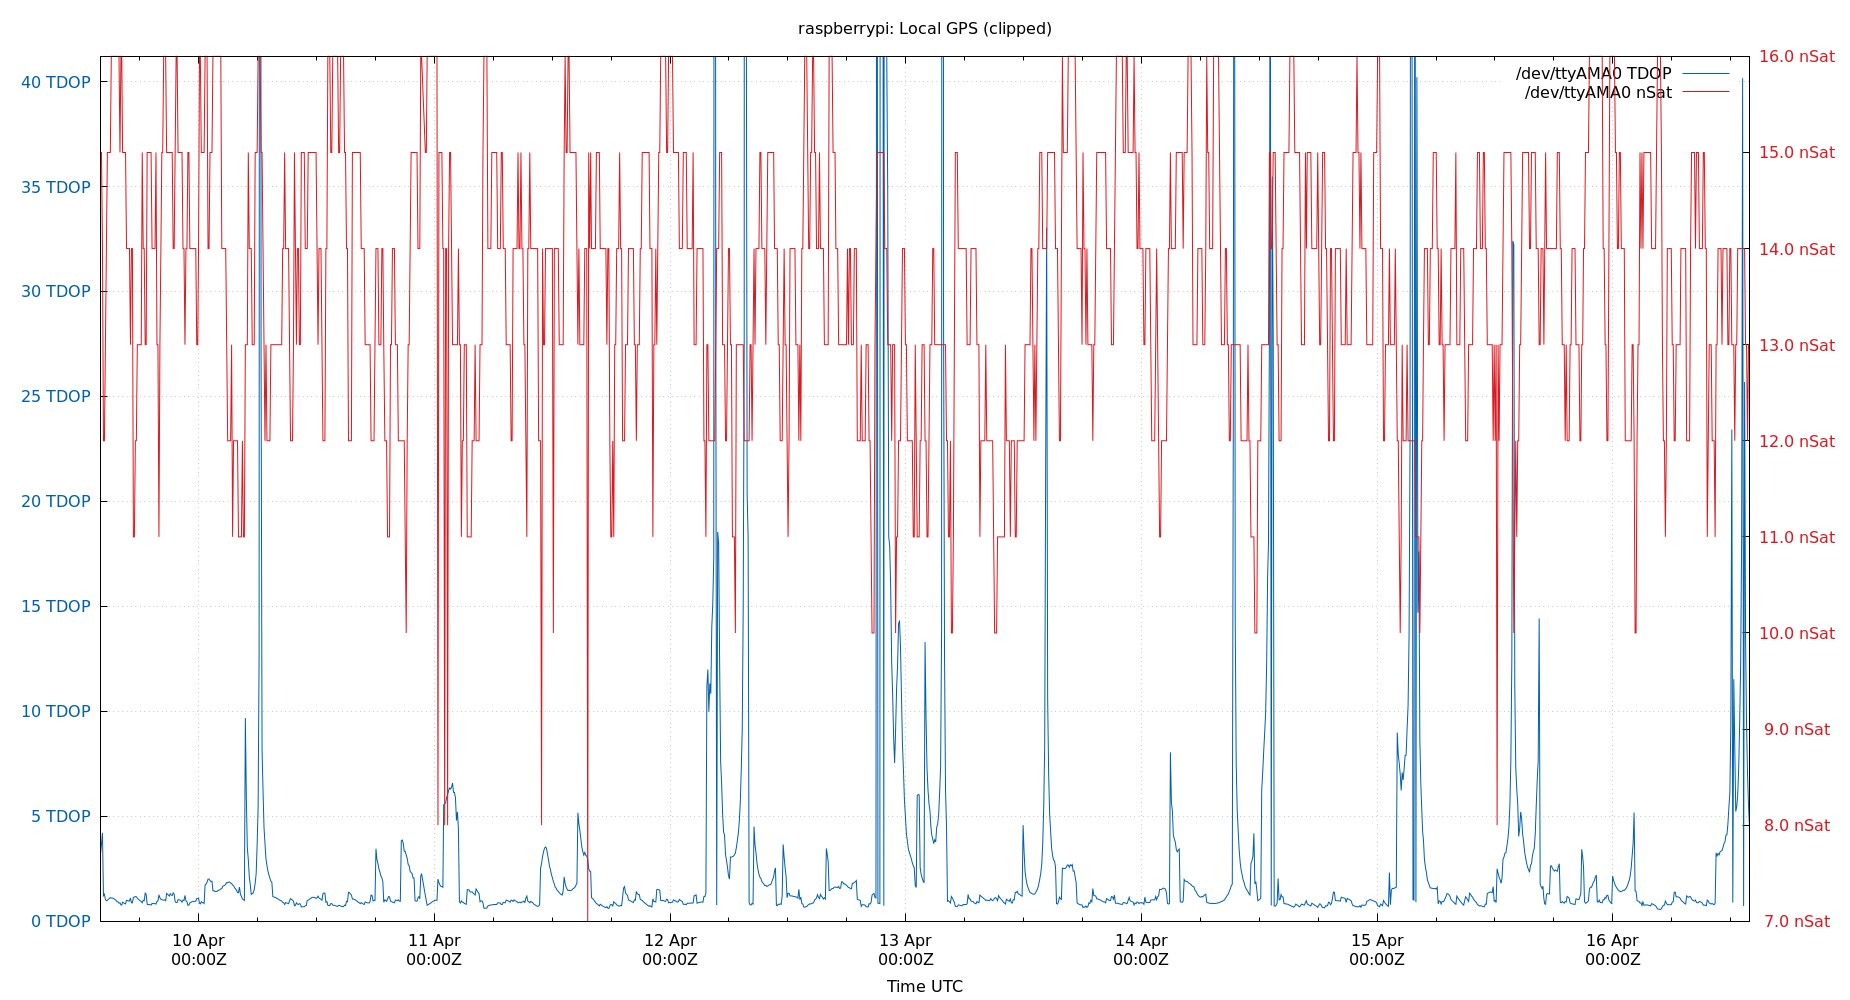 raspberrypi: Local GPS (clipped)
/dev/ttyAMA0 TDOP
/dev/ttyAMA0 nSat
40 TDOP
35 TDOP
30 TDOP
25 TDOP
20 TDOP
15 TDOP
10 TDOP
5 TDOP
0 TDOP
16.0 nSat
15.0 nSat
14.0 nSat
13.0 nSat
12.0 nSat
11.0 nSat
10.0 nSat
9.0 nSat
8.0 nSat
7.0 nSat
10 Apr
00:00Z
11 Apr
00:00Z
12 Apr
00:00Z
13 Apr
00:00Z
14 Apr
00:00Z
15 Apr
00:00Z
16 Apr
00:00Z
Time UTC